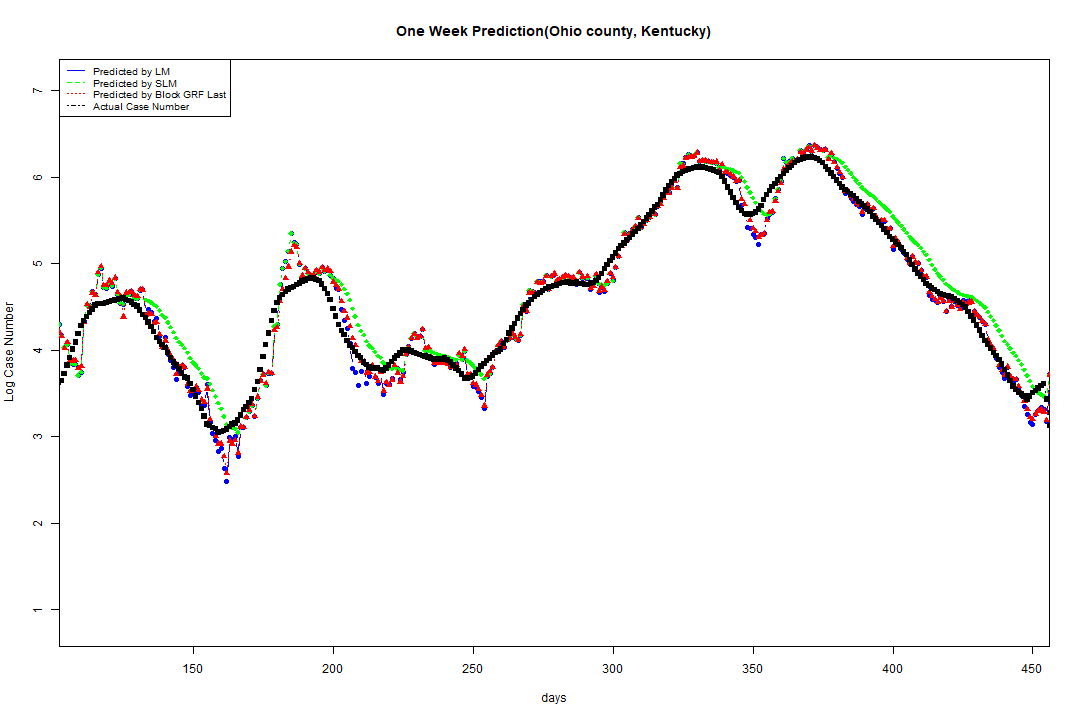 One Week Prediction(Ohio county, Kentucky)
Predicted by LM
Predicted by SLM
Predicted by Block GRF Last
Actual Case Number
Log Case Number
7
6
5
4
3
2
1
150 200 250 300 350 400 450
days